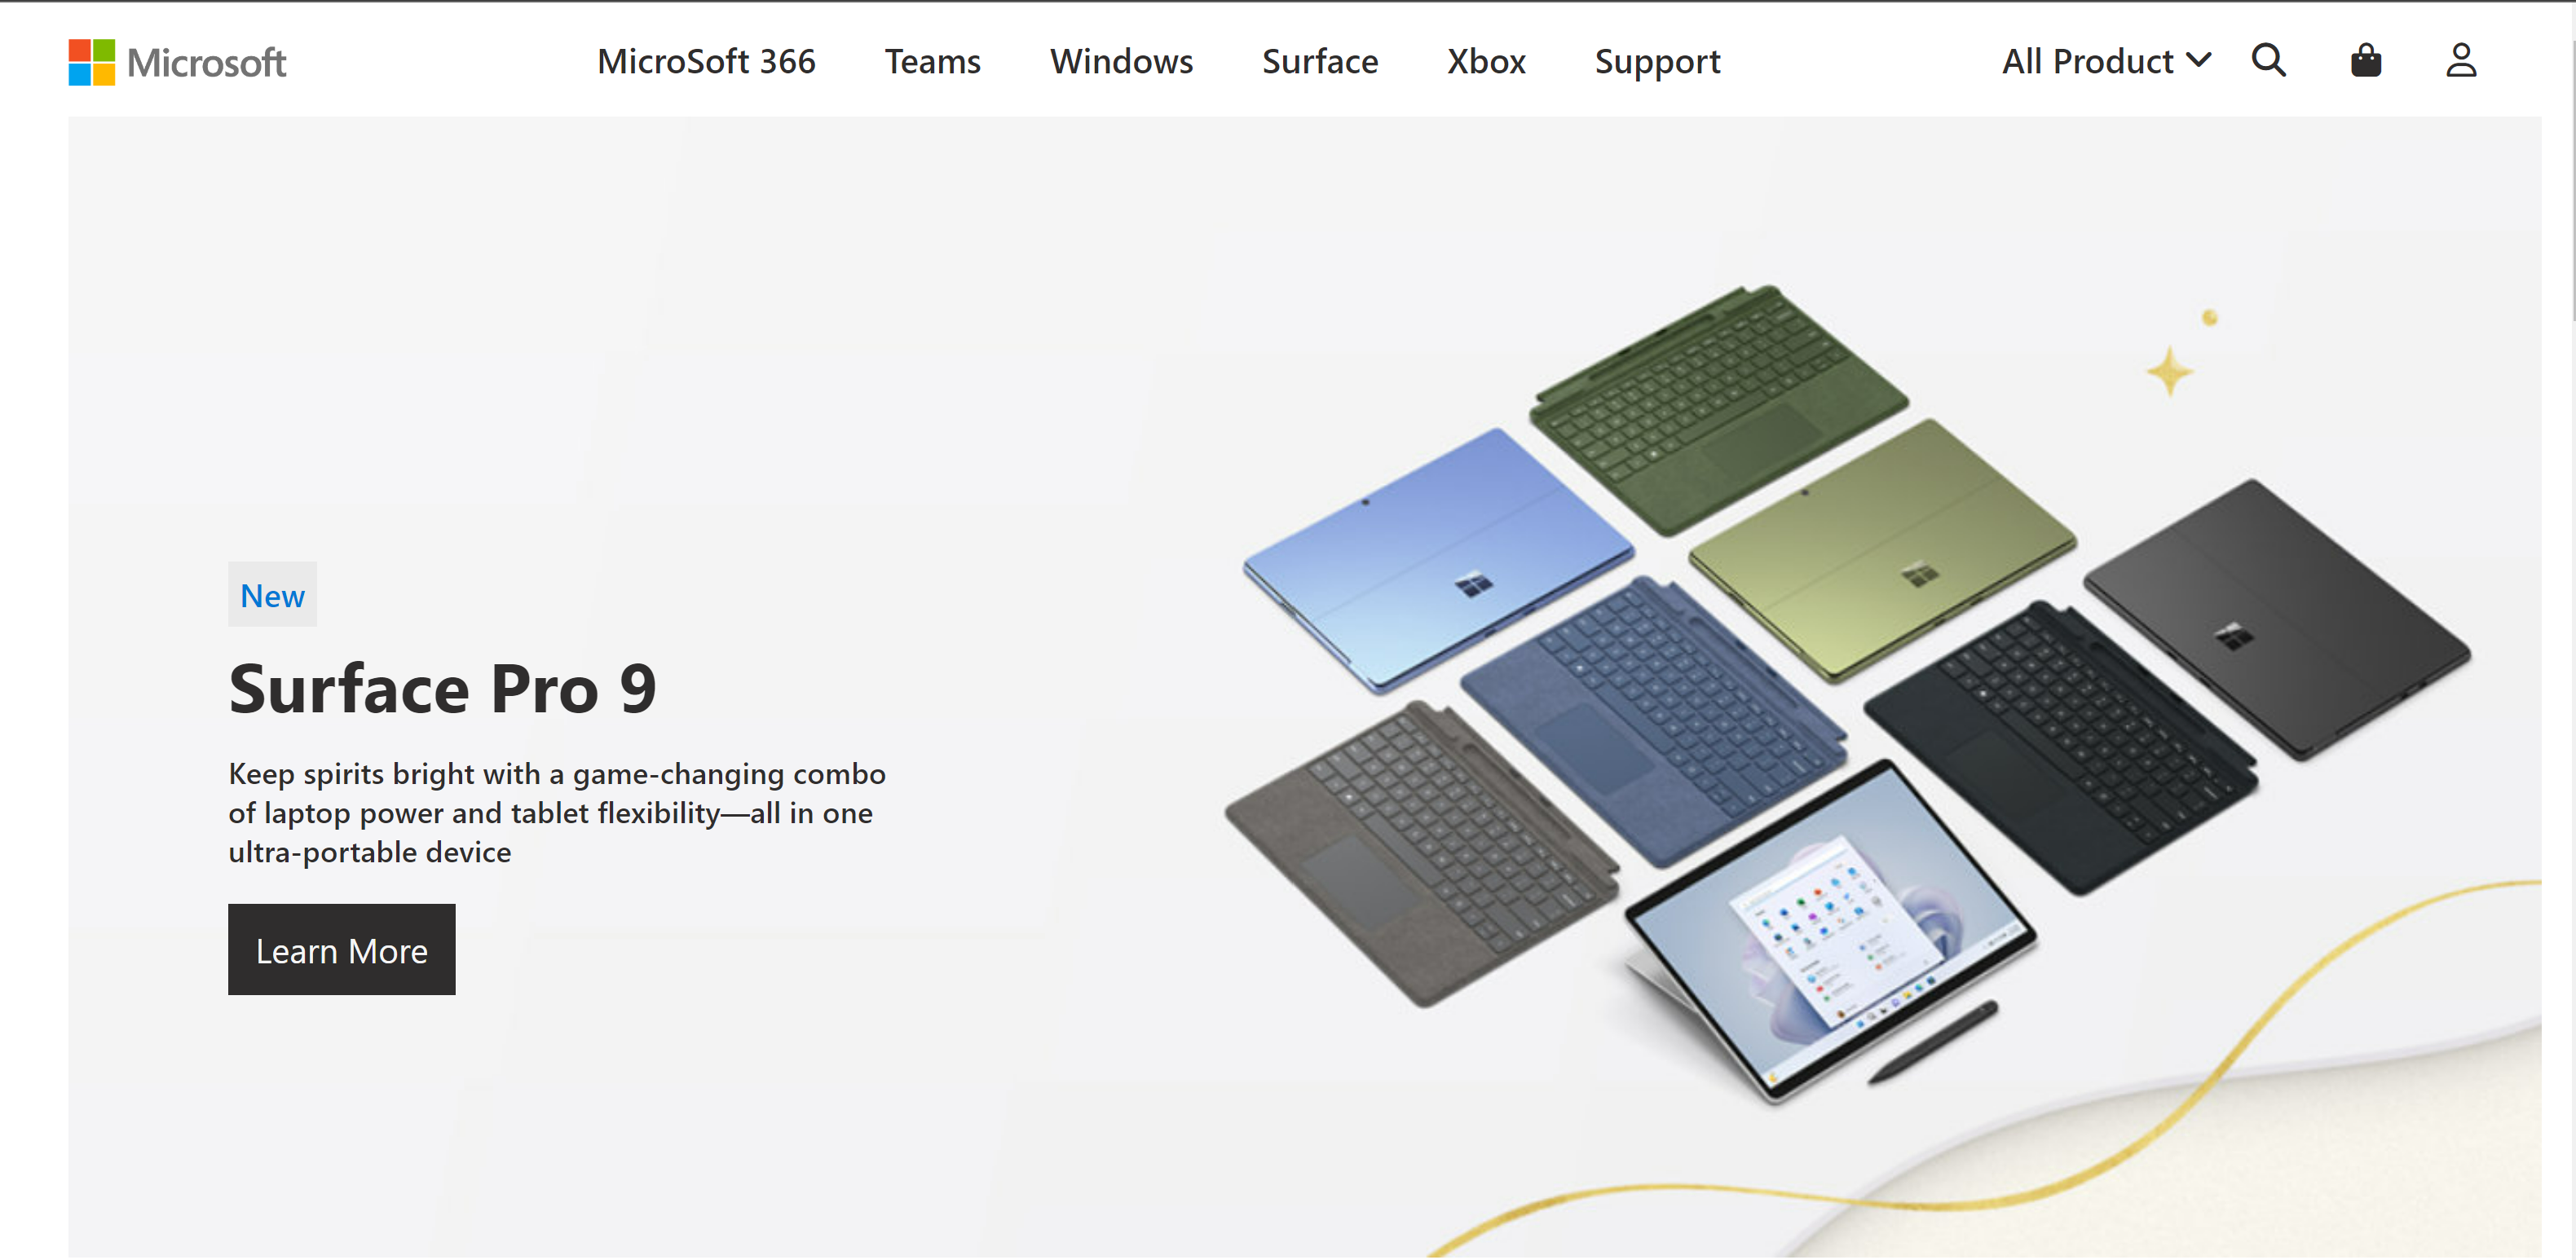 Microsoft
MicroSoft 366
Teams
Windows
Surface
Xbox
Support
All Product
New
Surface Pro 9
Keep spirits bright with a game-changing combo
of laptop power and tablet flexibility—all in one
ultra-portable device
Learn More